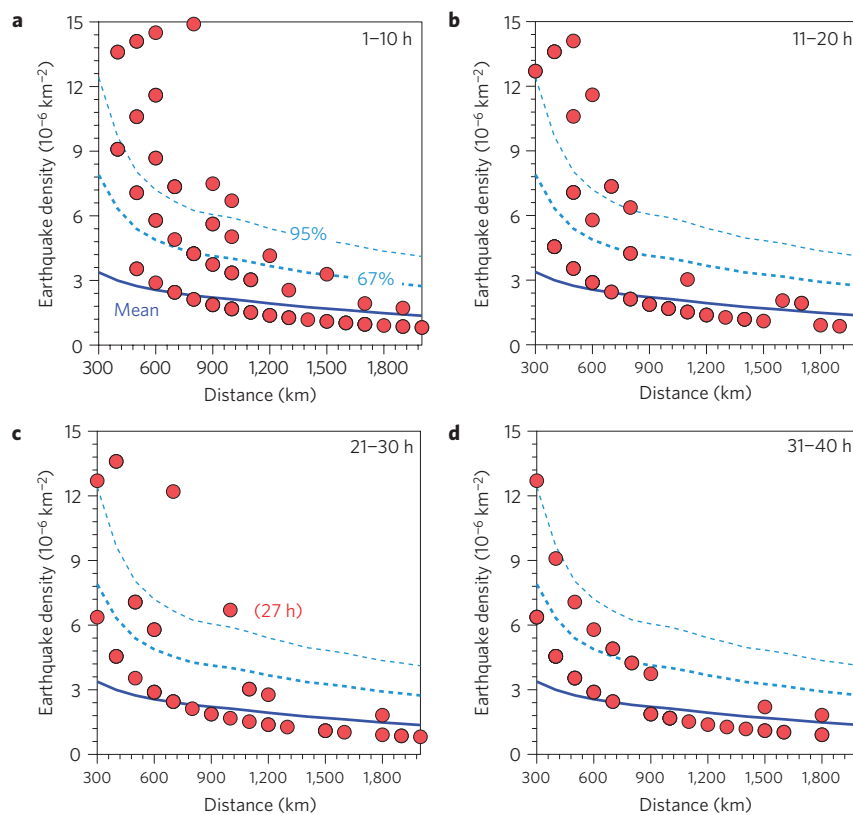 a
1–10 h
15
12
9
6
3
0
Earthquake density (10⁻⁶ km⁻²)
95%
67%
Mean
300 600 900 1,200 1,500 1,800
Distance (km)
b
11–20 h
15
12
9
6
3
0
Earthquake density (10⁻⁶ km⁻²)
300 600 900 1,200 1,500 1,800
Distance (km)
c
21–30 h
15
12
9
6
3
0
Earthquake density (10⁻⁶ km⁻²)
(27 h)
300 600 900 1,200 1,500 1,800
Distance (km)
d
31–40 h
15
12
9
6
3
0
Earthquake density (10⁻⁶ km⁻²)
300 600 900 1,200 1,500 1,800
Distance (km)